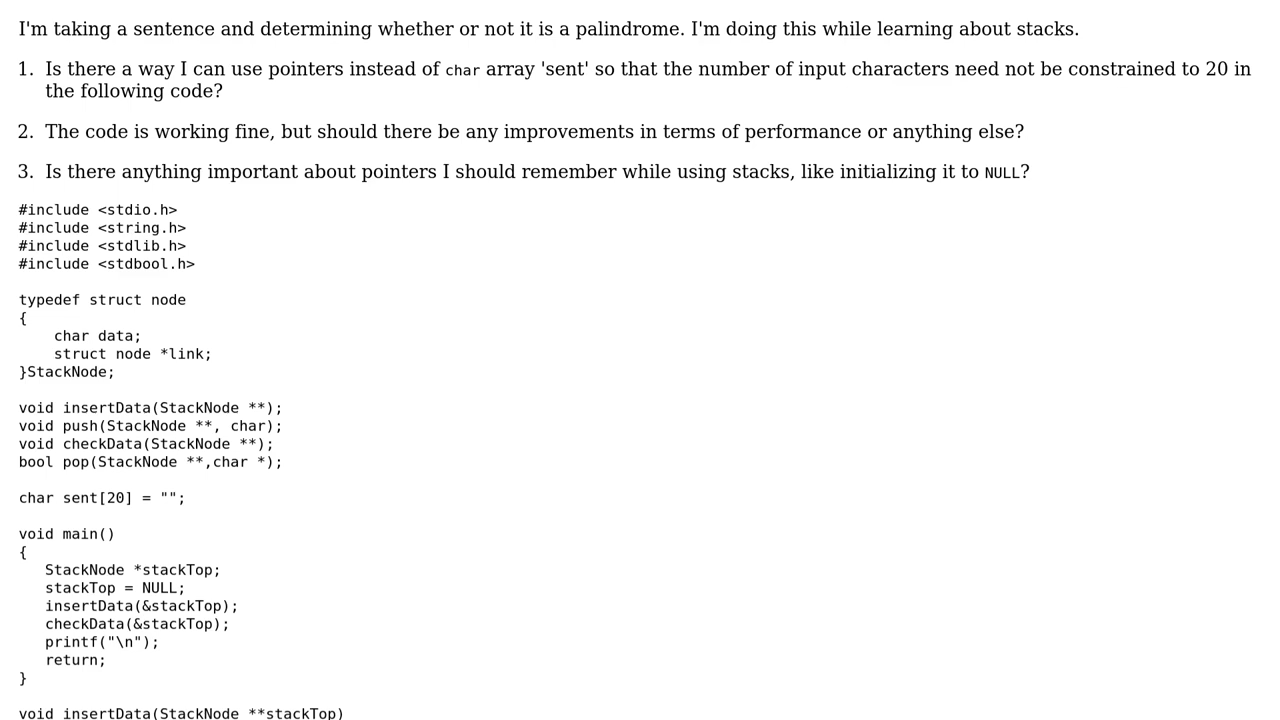 I'm taking a sentence and determining whether or not it is a palindrome. I'm doing this while learning about stacks.
1. Is there a way I can use pointers instead of char array 'sent' so that the number of input characters need not be constrained to 20 in
the following code?
2. The code is working fine, but should there be any improvements in terms of performance or anything else?
3. Is there anything important about pointers I should remember while using stacks, like initializing it to NULL?
#include <stdio.h>
#include <string.h>
#include <stdlib.h>
#include <stdbool.h>
typedef struct node
{
    char data;
    struct node *link;
}StackNode;
void insertData(StackNode **);
void push(StackNode **, char);
void checkData(StackNode **);
bool pop(StackNode **,char *);
char sent[20] = "";
void main()
{
   StackNode *stackTop;
   stackTop = NULL;
   insertData(&stackTop);
   checkData(&stackTop);
   printf("\n");
   return;
}
void insertData(StackNode **stackTop)